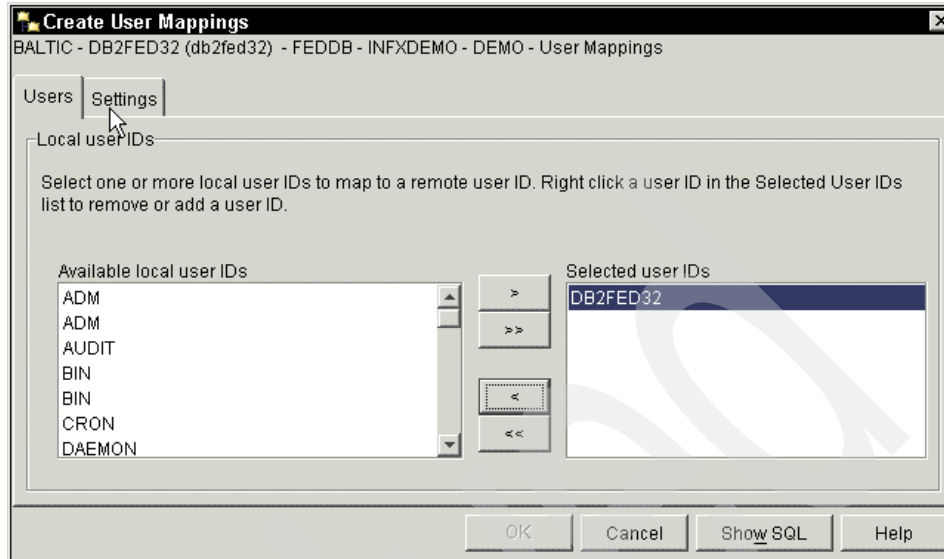 Create User Mappings
BALTIC - DB2FED32 (db2fed32) - FEDDB - INFXDEMO - DEMO - User Mappings
Users Settings
Local user IDs
Select one or more local user IDs to map to a remote user ID. Right click a user ID in the Selected User IDs
list to remove or add a user ID.
Available local user IDs
Selected user IDs
ADM
ADM
AUDIT
BIN
BIN
CRON
DAEMON
>
>>
<
<<
DB2FED32
OK Cancel Show SQL Help